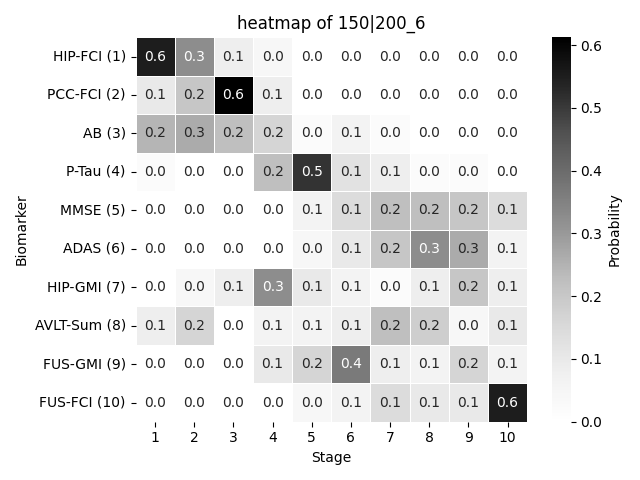 heatmap of 150|200_6
HIP-FCI (1) 0.6 0.3 0.1 0.0 0.0 0.0 0.0 0.0 0.0 0.0
PCC-FCI (2) 0.1 0.2 0.6 0.1 0.0 0.0 0.0 0.0 0.0 0.0
AB (3) 0.2 0.3 0.2 0.2 0.0 0.1 0.0 0.0 0.0 0.0
P-Tau (4) 0.0 0.0 0.0 0.2 0.5 0.1 0.1 0.0 0.0 0.0
MMSE (5) 0.0 0.0 0.0 0.0 0.1 0.1 0.2 0.2 0.2 0.1
ADAS (6) 0.0 0.0 0.0 0.0 0.0 0.1 0.2 0.3 0.3 0.1
HIP-GMI (7) 0.0 0.0 0.1 0.3 0.1 0.1 0.0 0.1 0.2 0.1
AVLT-Sum (8) 0.1 0.2 0.0 0.1 0.1 0.1 0.2 0.2 0.0 0.1
FUS-GMI (9) 0.0 0.0 0.0 0.1 0.2 0.4 0.1 0.1 0.2 0.1
FUS-FCI (10) 0.0 0.0 0.0 0.0 0.0 0.1 0.1 0.1 0.1 0.6
1 2 3 4 5 6 7 8 9 10
Stage
Biomarker
0.6
0.5
0.4
0.3
0.2
0.1
0.0
Probability